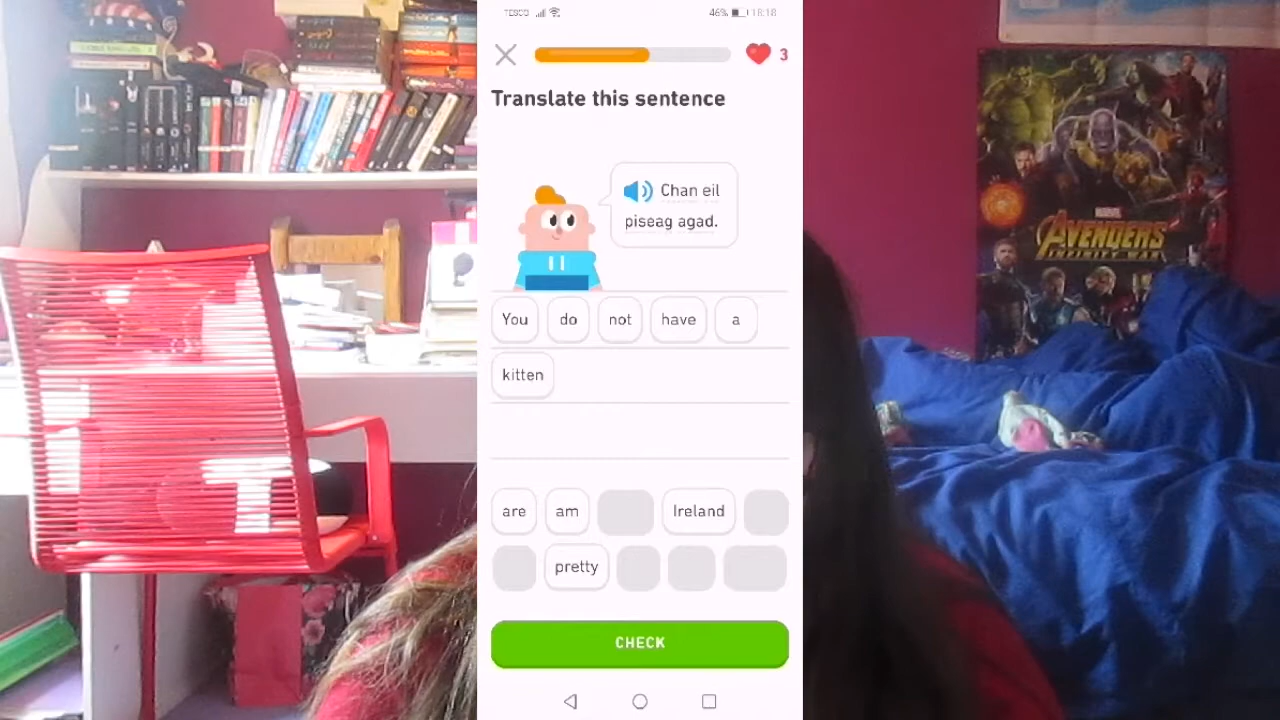 TESCO 46% 18:18
3
Translate this sentence
Chan eil
piseag agad.
You do not have a
kitten
are am Ireland
pretty
CHECK
MARVEL
AVENGERS
INFINITY WAR